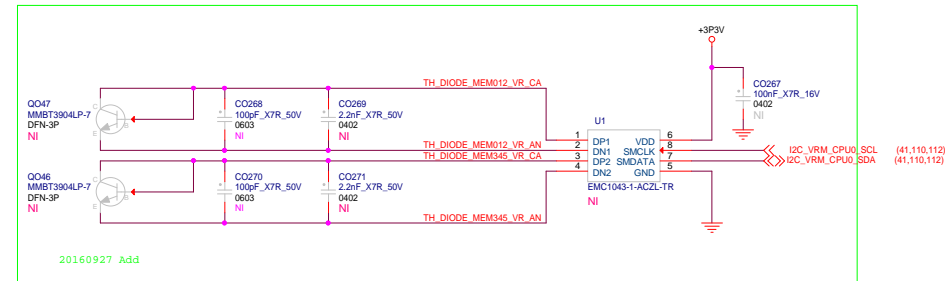 +3P3V
TH_DIODE_MEM012_VR_CA
CO267
100nF_X7R_16V
0402
NI
QO47
MMBT3904LP-7
DFN-3P
NI
C
B
E
CO268
100pF_X7R_50V
0603
NI
CO269
2.2nF_X7R_50V
0402
NI
U1
1 DP1 VDD 6
2 DN1 SMCLK 8
3 DP2 SMDATA 7
4 DN2 GND 5
EMC1043-1-ACZL-TR
NI
TH_DIODE_MEM012_VR_AN
TH_DIODE_MEM345_VR_CA
I2C_VRM_CPU0_SCL (41,110,112)
I2C_VRM_CPU0_SDA (41,110,112)
QO46
MMBT3904LP-7
DFN-3P
NI
C
B
E
CO270
100pF_X7R_50V
0603
NI
CO271
2.2nF_X7R_50V
0402
NI
TH_DIODE_MEM345_VR_AN
20160927 Add